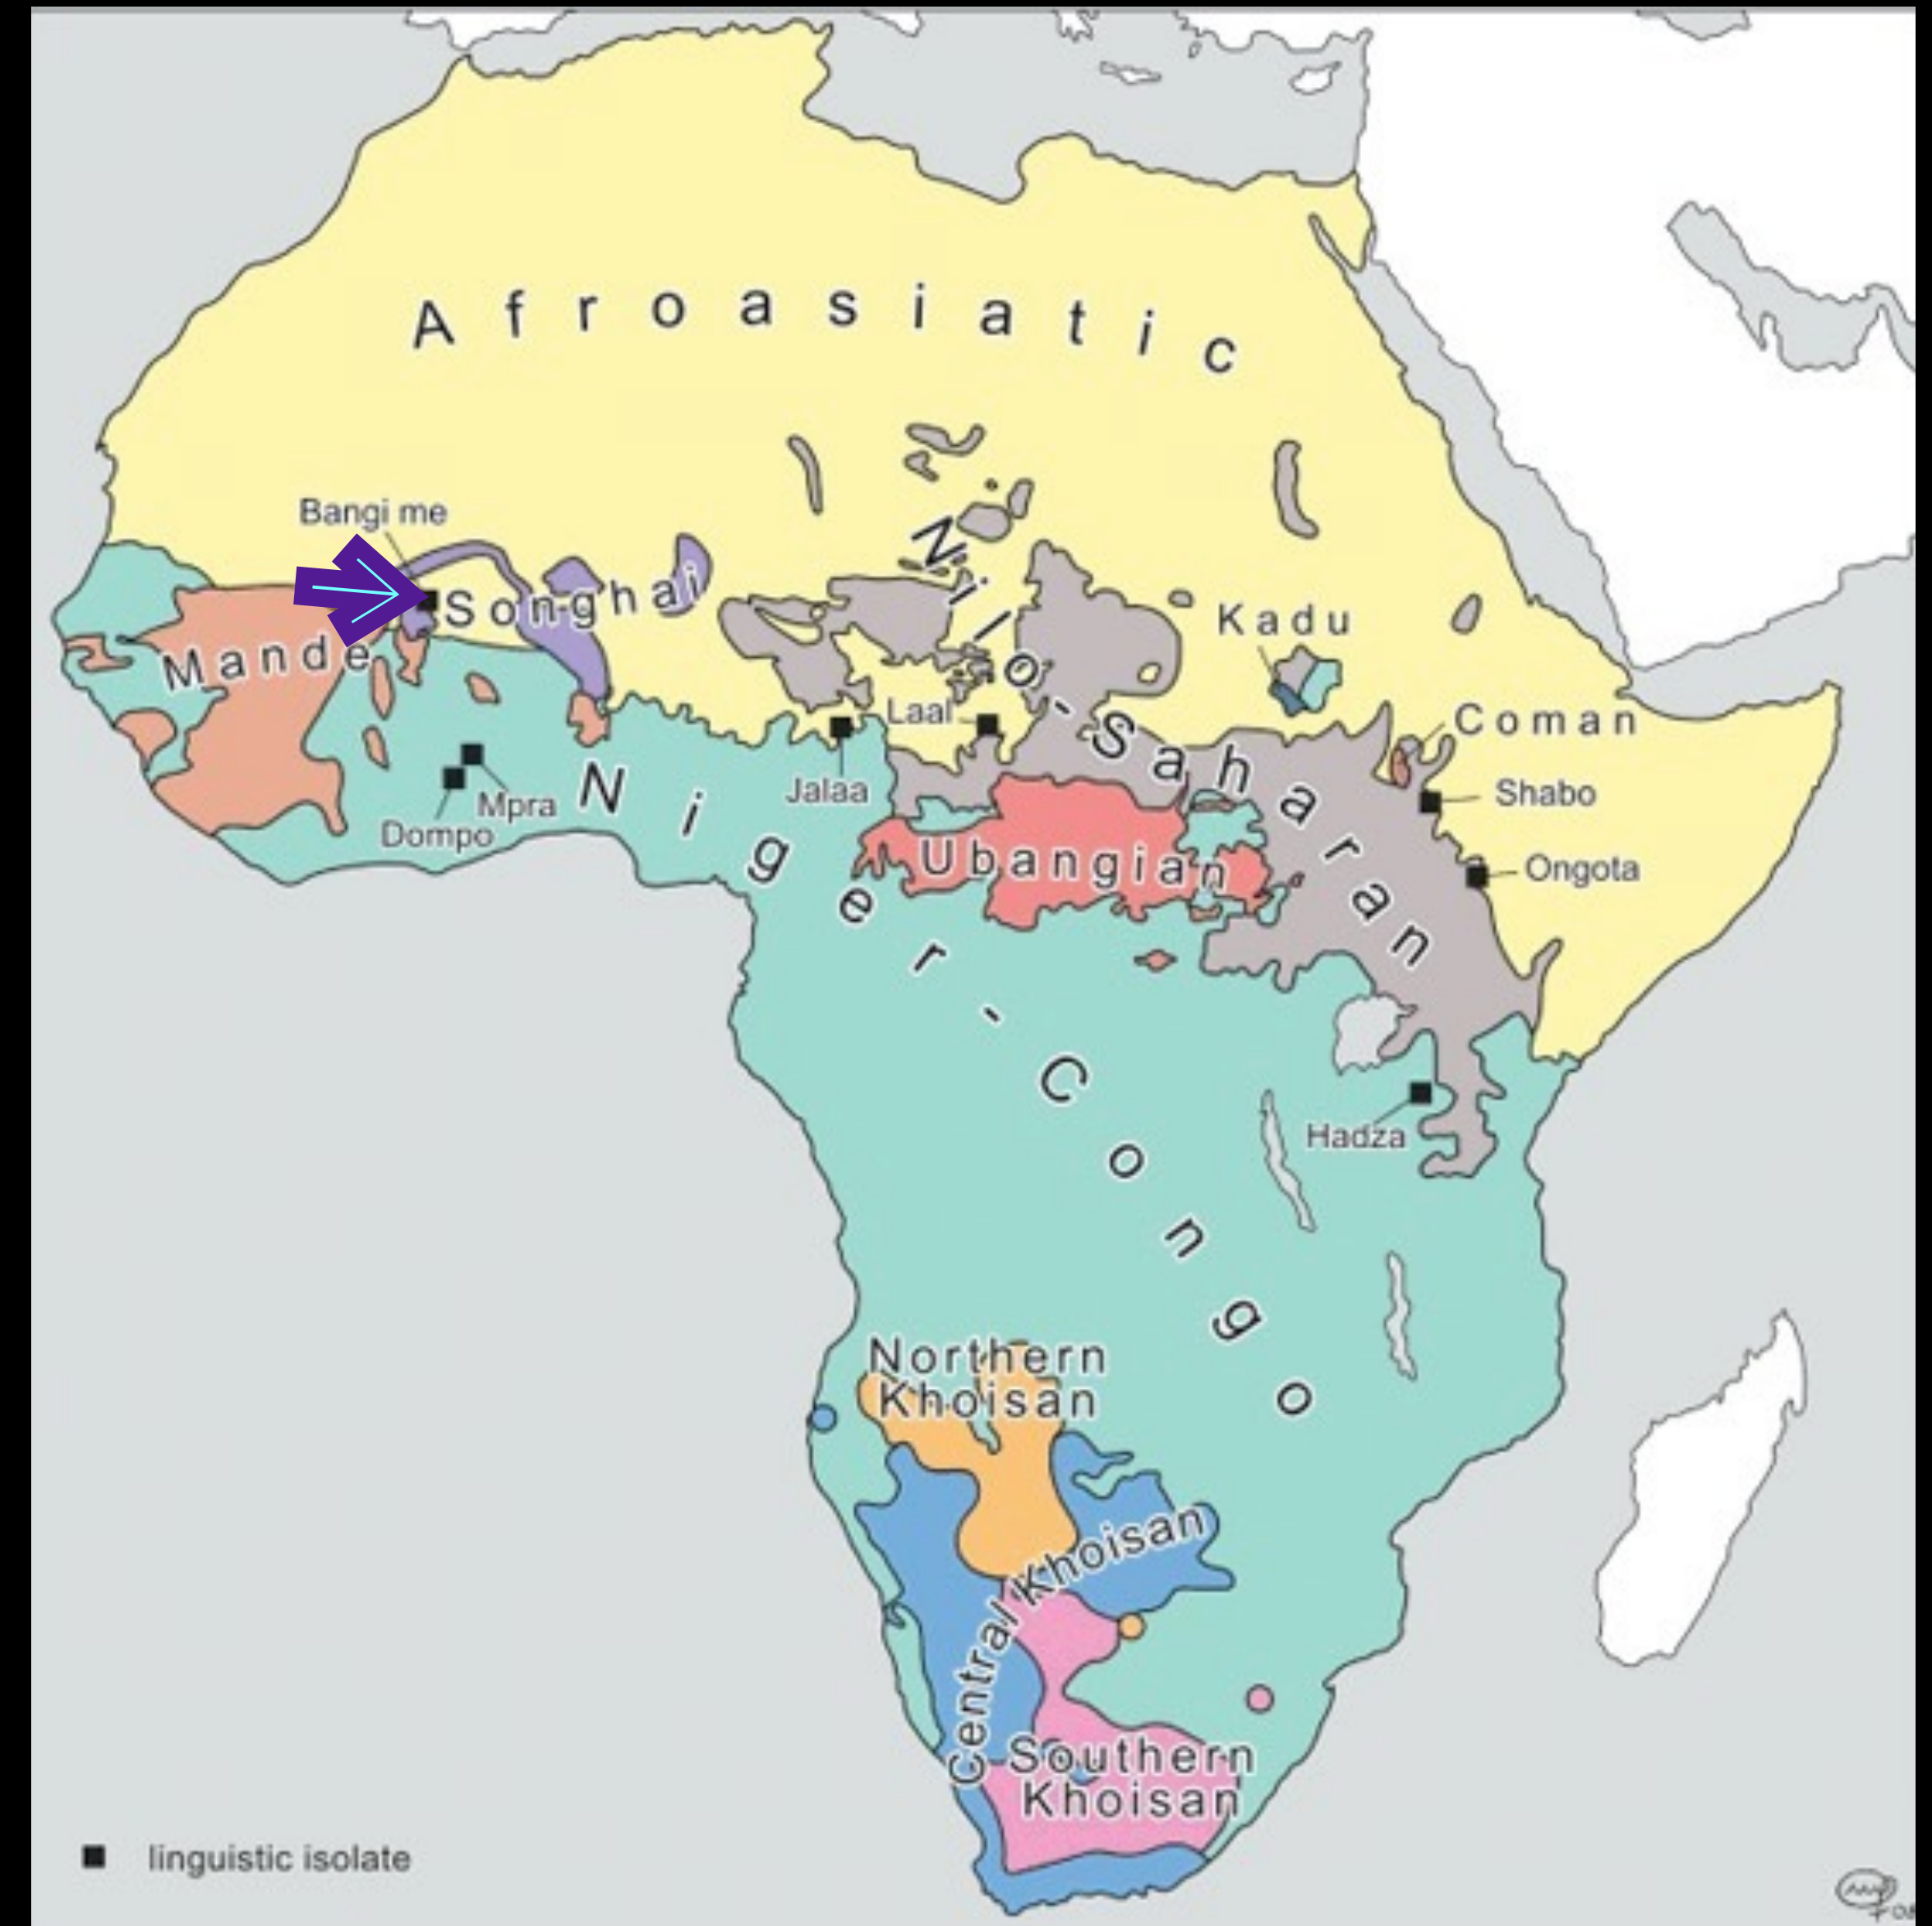 Afroasiatic
Bangi me
Songhai
Mande
Nilo-Saharan
Kadu
Laal
Coman
Jalaa
Shabo
Mpra
Dompo
Niger-Congo
Ubangian
Ongota
Hadza
Northern
Khoisan
Central Khoisan
Southern
Khoisan
linguistic isolate